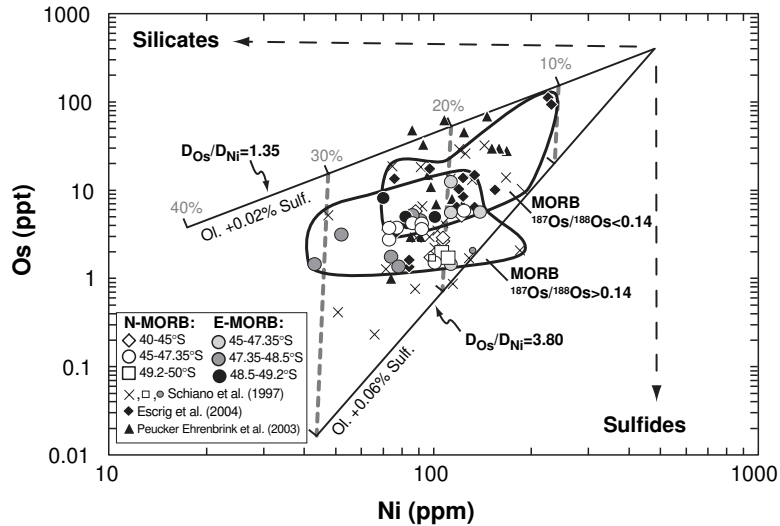 1000
Silicates
10%
100
20%
D_Os/D_Ni=1.35
30%
Os (ppt)
10
40%
Ol. +0.02% Sulf.
MORB
187Os/188Os<0.14
1
MORB
187Os/188Os>0.14
N-MORB: E-MORB:
40-45°S 45-47.35°S
45-47.35°S 47.35-48.5°S
49.2-50°S 48.5-49.2°S
, , Schiano et al. (1997)
Escrig et al. (2004)
Peucker Ehrenbrink et al. (2003)
D_Os/D_Ni=3.80
0.1
Ol. +0.06% Sulf.
Sulfides
0.01
10 100 1000
Ni (ppm)